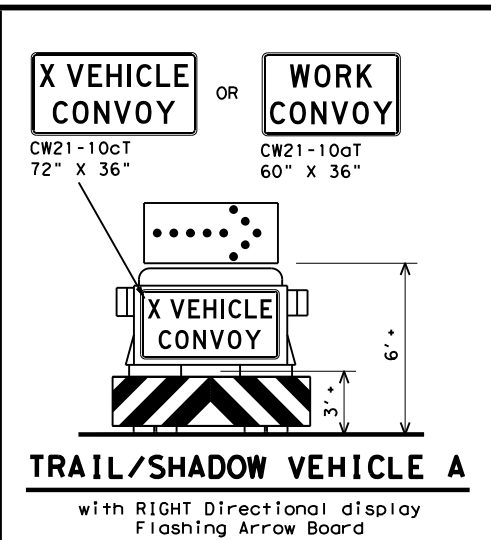 X VEHICLE
CONVOY
OR
WORK
CONVOY
CW21-10cT
72" X 36"
CW21-10aT
60" X 36"
X VEHICLE
CONVOY
6'+
3'+
TRAIL/SHADOW VEHICLE A
with RIGHT Directional display
Flashing Arrow Board